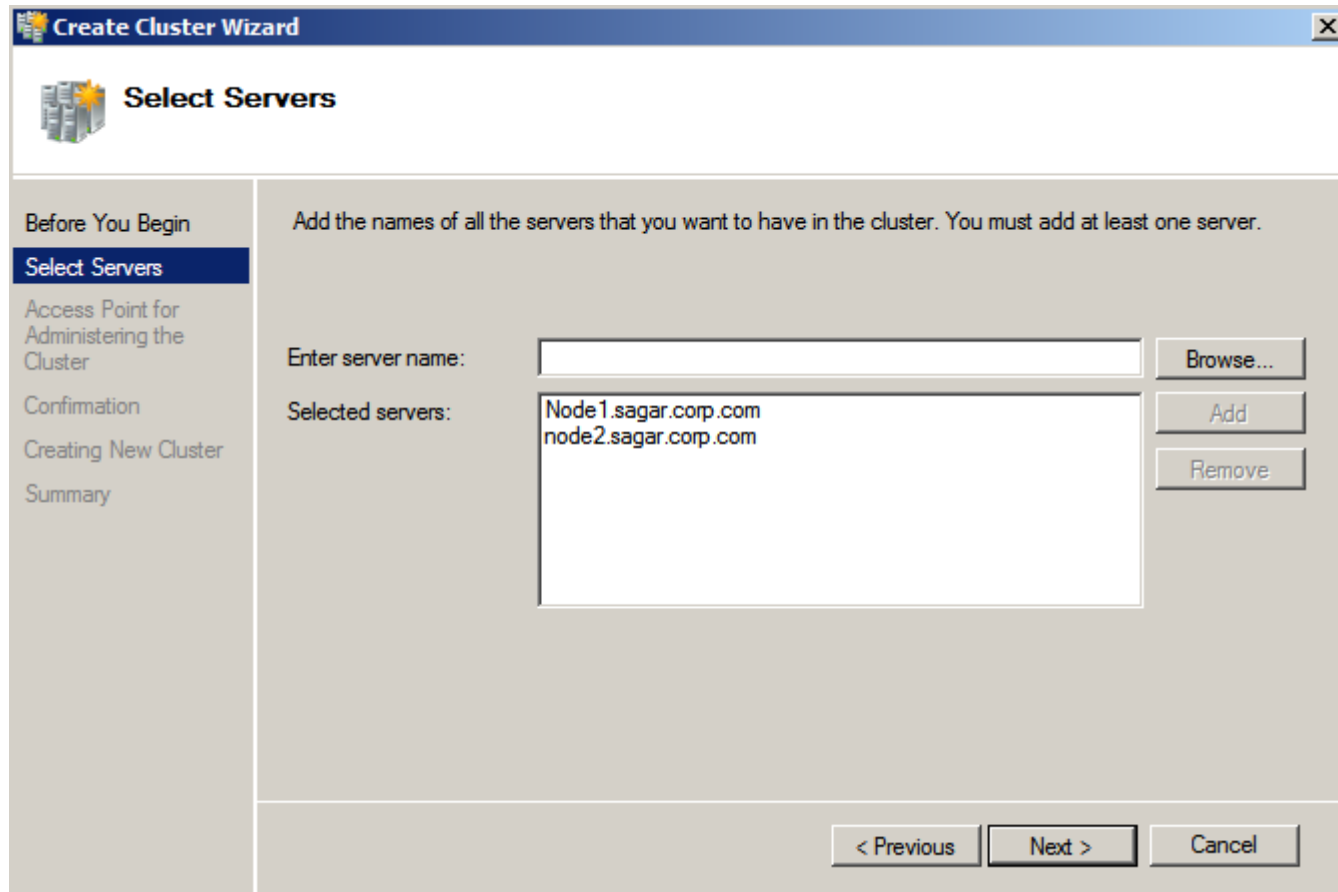 Create Cluster Wizard
Select Servers
Before You Begin
Select Servers
Access Point for
Administering the
Cluster
Confirmation
Creating New Cluster
Summary
Add the names of all the servers that you want to have in the cluster. You must add at least one server.
Enter server name:
Browse...
Selected servers:
Node1.sagar.corp.com
node2.sagar.corp.com
Add
Remove
< Previous
Next >
Cancel